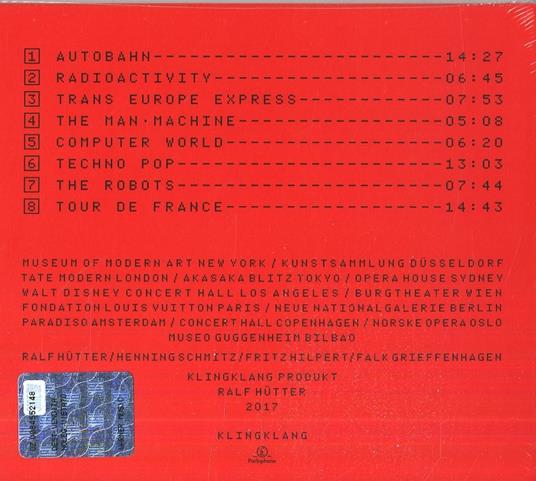 1 AUTOBAHN------------------------14:27
2 RADIOACTIVITY-------------------06:45
3 TRANS EUROPE EXPRESS------------07:53
4 THE MAN·MACHINE-----------------05:08
5 COMPUTER WORLD------------------06:20
6 TECHNO POP----------------------13:03
7 THE ROBOTS----------------------07:44
8 TOUR DE FRANCE------------------14:43
MUSEUM OF MODERN ART NEW YORK / KUNSTSAMMLUNG DÜSSELDORF
TATE MODERN LONDON / AKASAKA BLITZ TOKYO / OPERA HOUSE SYDNEY
WALT DISNEY CONCERT HALL LOS ANGELES / BURGTHEATER WIEN
FONDATION LOUIS VUITTON PARIS / NEUE NATIONALGALERIE BERLIN
PARADISO AMSTERDAM / CONCERT HALL COPENHAGEN / NORSKE OPERA OSLO
MUSEO GUGGENHEIM BILBAO
RALF HÜTTER/HENNING SCHMITZ/FRITZ HILPERT/FALK GRIEFFENHAGEN
KLINGKLANG PRODUKT
RALF HÜTTER
2017
KLINGKLANG
Parlophone